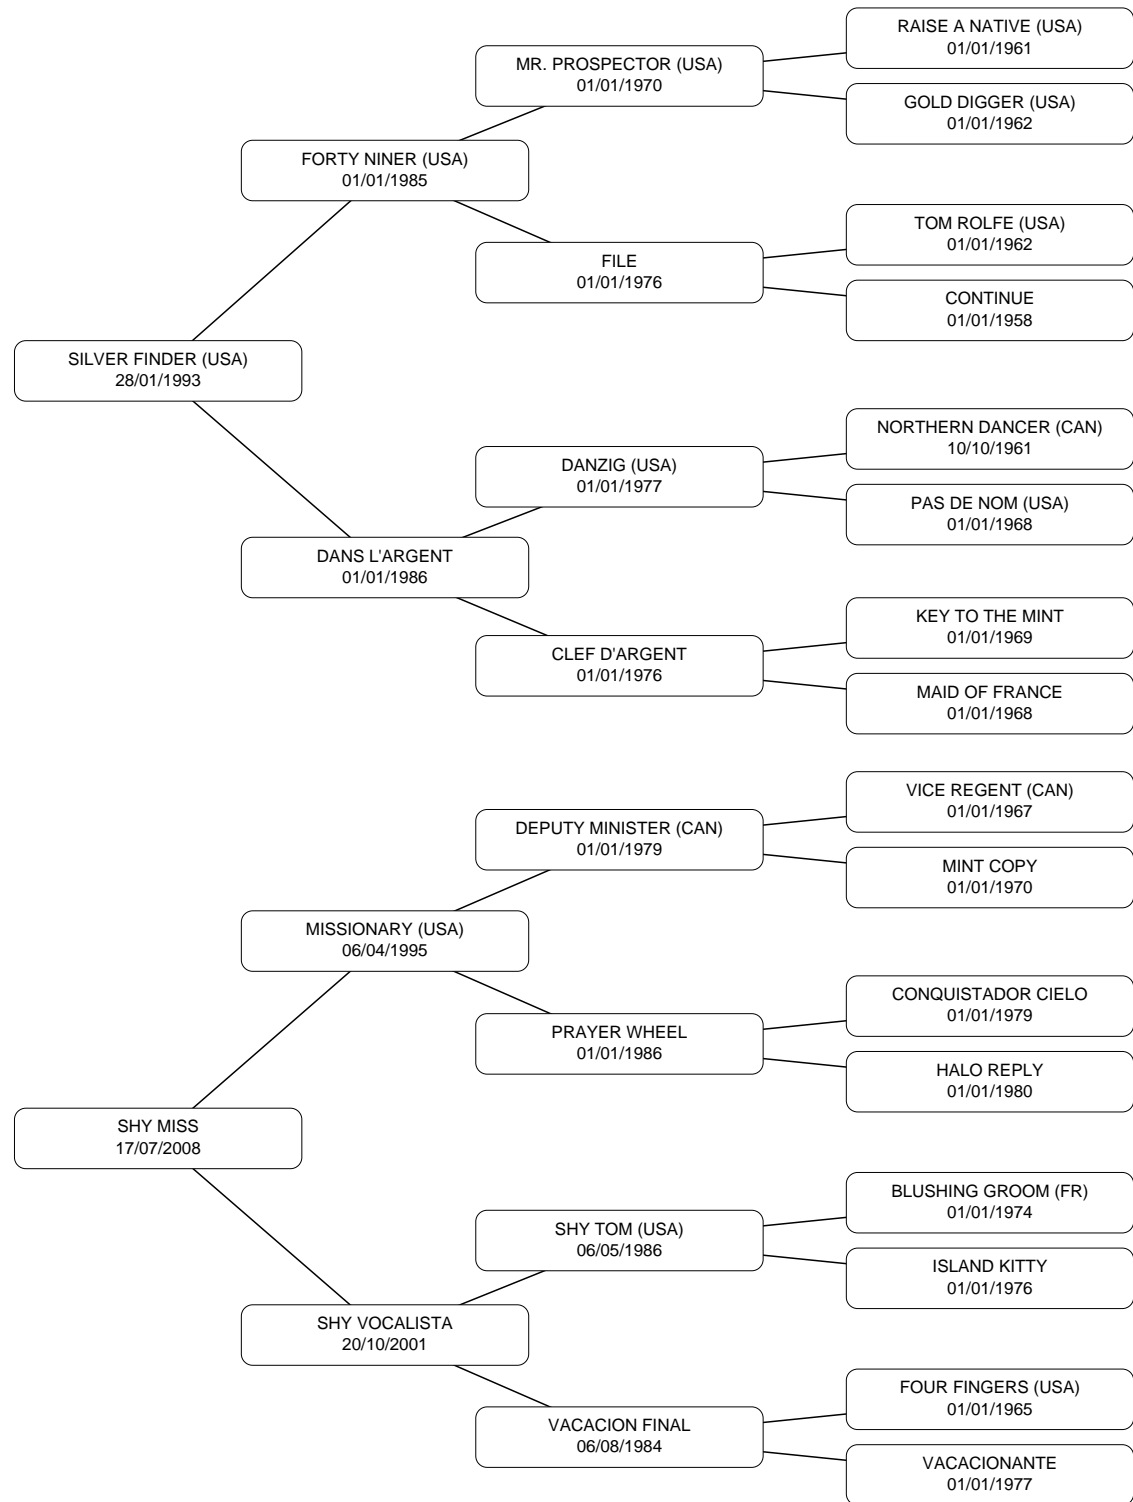 RAISE A NATIVE (USA)
01/01/1961
MR. PROSPECTOR (USA)
01/01/1970
GOLD DIGGER (USA)
01/01/1962
FORTY NINER (USA)
01/01/1985
TOM ROLFE (USA)
01/01/1962
FILE
01/01/1976
CONTINUE
01/01/1958
SILVER FINDER (USA)
28/01/1993
NORTHERN DANCER (CAN)
10/10/1961
DANZIG (USA)
01/01/1977
PAS DE NOM (USA)
01/01/1968
DANS L'ARGENT
01/01/1986
KEY TO THE MINT
01/01/1969
CLEF D'ARGENT
01/01/1976
MAID OF FRANCE
01/01/1968
VICE REGENT (CAN)
01/01/1967
DEPUTY MINISTER (CAN)
01/01/1979
MINT COPY
01/01/1970
MISSIONARY (USA)
06/04/1995
CONQUISTADOR CIELO
01/01/1979
PRAYER WHEEL
01/01/1986
HALO REPLY
01/01/1980
SHY MISS
17/07/2008
BLUSHING GROOM (FR)
01/01/1974
SHY TOM (USA)
06/05/1986
ISLAND KITTY
01/01/1976
SHY VOCALISTA
20/10/2001
FOUR FINGERS (USA)
01/01/1965
VACACION FINAL
06/08/1984
VACACIONANTE
01/01/1977